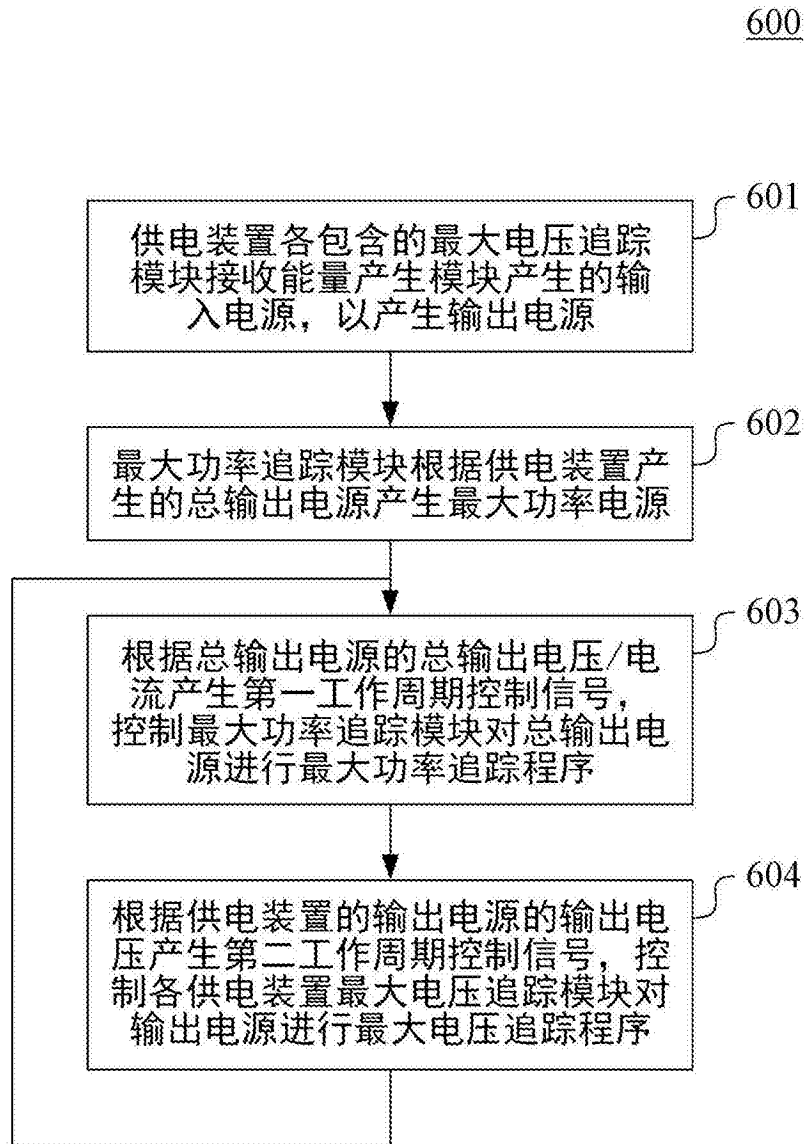 600
601
供电装置各包含的最大电压追踪
模块接收能量产生模块产生的输
入电源，以产生输出电源
602
最大功率追踪模块根据供电装置产
生的总输出电源产生最大功率电源
603
根据总输出电源的总输出电压/电
流产生第一工作周期控制信号，
控制最大功率追踪模块对总输出电
源进行最大功率追踪程序
604
根据供电装置的输出电源的输出电
压产生第二工作周期控制信号，控
制各供电装置最大电压追踪模块对
输出电源进行最大电压追踪程序